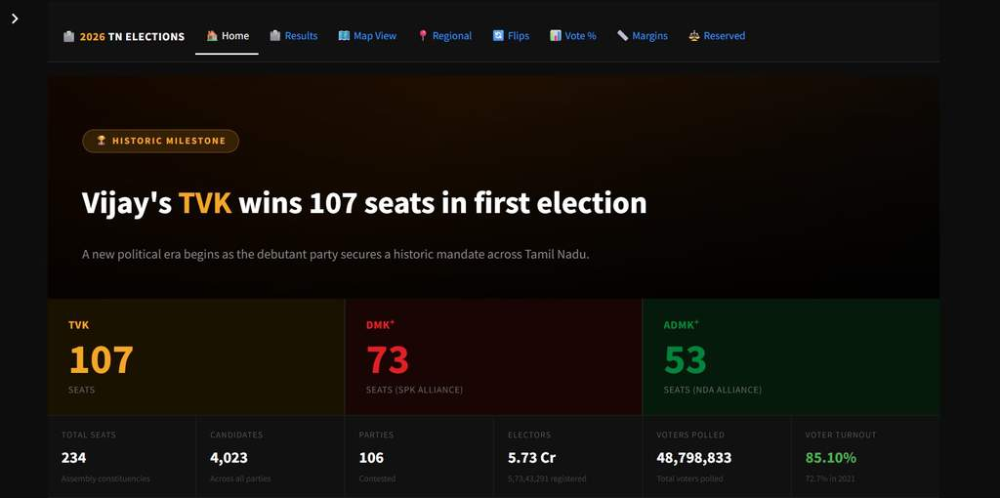 2026 TN ELECTIONS
Home
Results
Map View
Regional
Flips
Vote %
Margins
Reserved
HISTORIC MILESTONE
Vijay's TVK wins 107 seats in first election
A new political era begins as the debutant party secures a historic mandate across Tamil Nadu.
TVK
107
SEATS
DMK+
73
SEATS (SPK ALLIANCE)
ADMK+
53
SEATS (NDA ALLIANCE)
TOTAL SEATS
234
Assembly constituencies
CANDIDATES
4,023
Across all parties
PARTIES
106
Contested
ELECTORS
5.73 Cr
5,73,43,291 registered
VOTERS POLLED
48,798,833
Total voters polled
VOTER TURNOUT
85.10%
72.7% in 2021